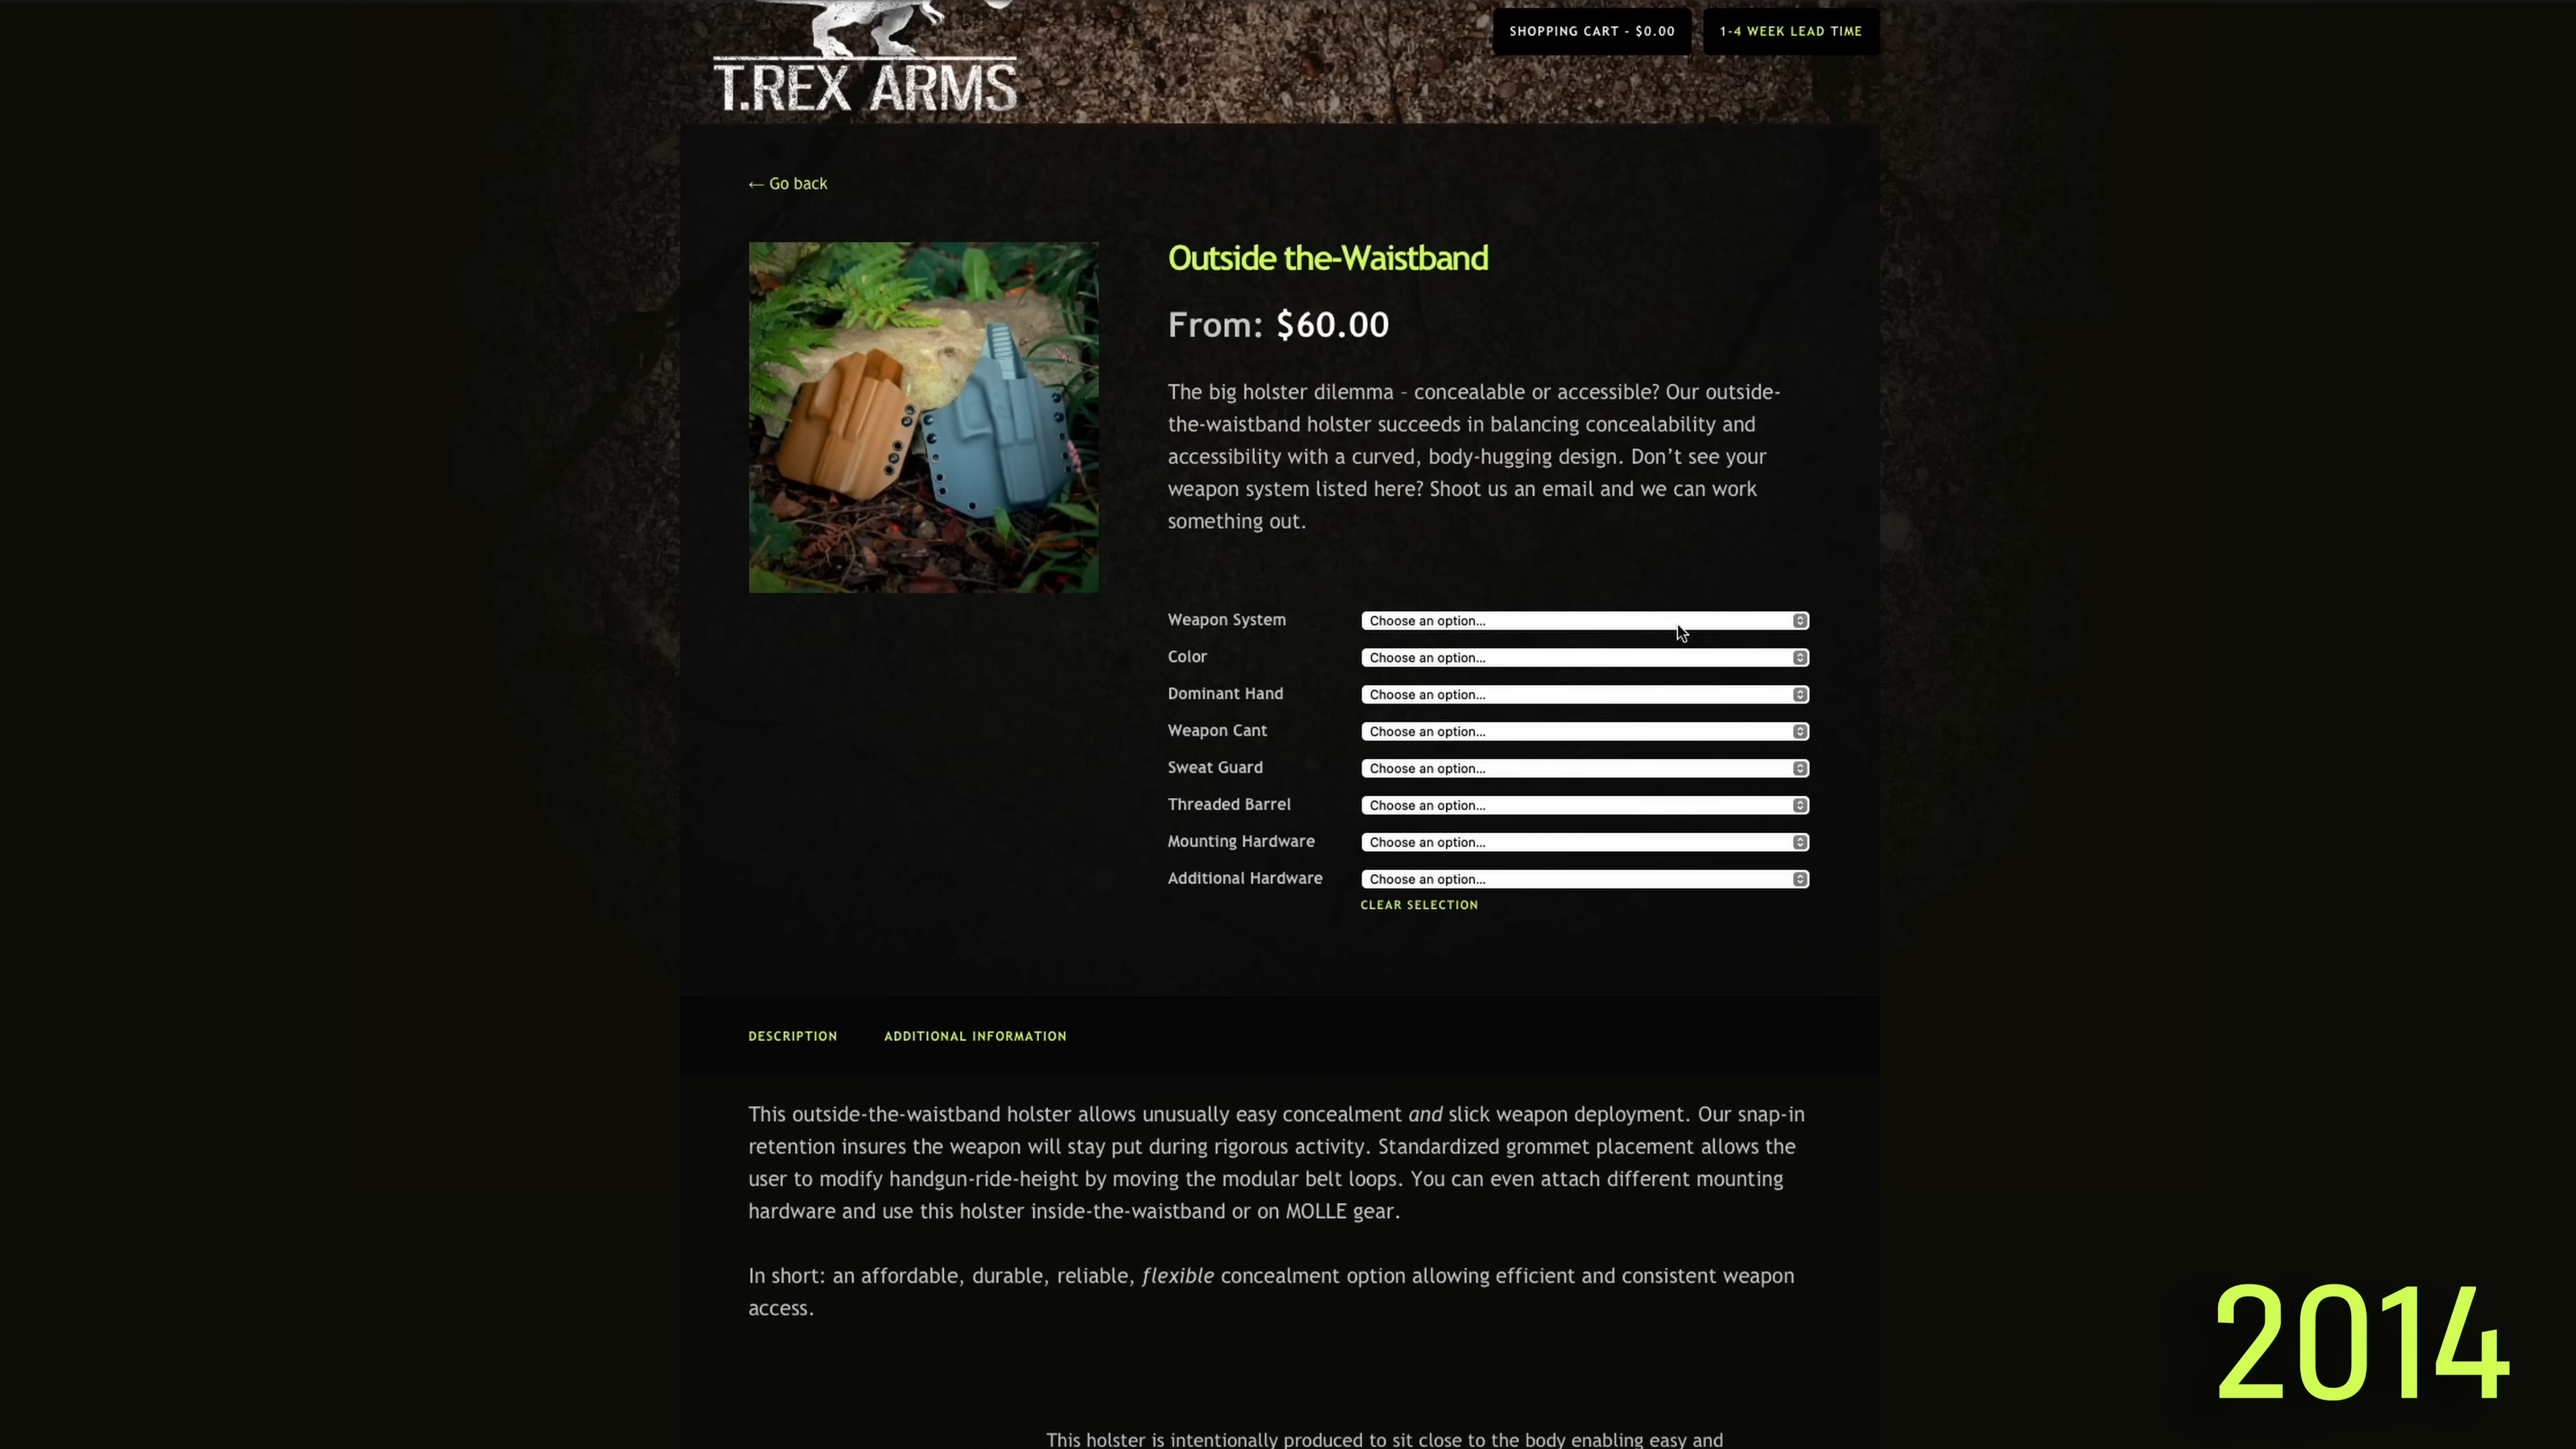 T.REX ARMS
SHOPPING CART - $0.00
1-4 WEEK LEAD TIME
← Go back
Outside the-Waistband
From: $60.00
The big holster dilemma - concealable or accessible? Our outside-
the-waistband holster succeeds in balancing concealability and
accessibility with a curved, body-hugging design. Don’t see your
weapon system listed here? Shoot us an email and we can work
something out.
Weapon System Choose an option...
Color Choose an option...
Dominant Hand Choose an option...
Weapon Cant Choose an option...
Sweat Guard Choose an option...
Threaded Barrel Choose an option...
Mounting Hardware Choose an option...
Additional Hardware Choose an option...
CLEAR SELECTION
DESCRIPTION ADDITIONAL INFORMATION
This outside-the-waistband holster allows unusually easy concealment and slick weapon deployment. Our snap-in
retention insures the weapon will stay put during rigorous activity. Standardized grommet placement allows the
user to modify handgun-ride-height by moving the modular belt loops. You can even attach different mounting
hardware and use this holster inside-the-waistband or on MOLLE gear.
In short: an affordable, durable, reliable, flexible concealment option allowing efficient and consistent weapon
access.
2014
This holster is intentionally produced to sit close to the body enabling easy and